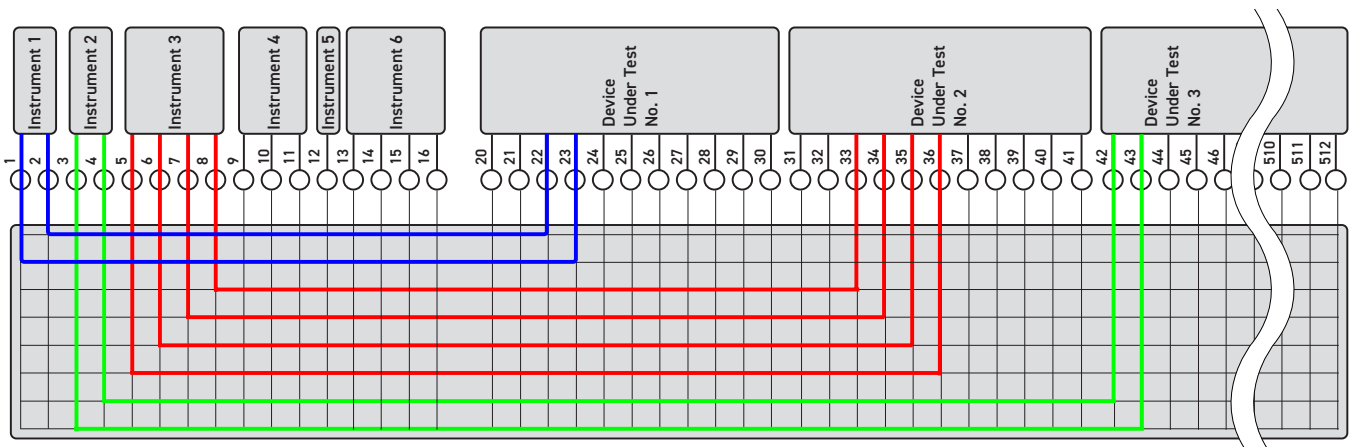 Instrument 1
Instrument 2
Instrument 3
Instrument 4
Instrument 5
Instrument 6
Device
Under Test
No. 1
Device
Under Test
No. 2
Device
Under Test
No. 3
1 2 3 4 5 6 7 8 9 10 11 12 13 14 15 16 20 21 22 23 24 25 26 27 28 29 30 31 32 33 34 35 36 37 38 39 40 41 42 43 44 45 46 510 511 512